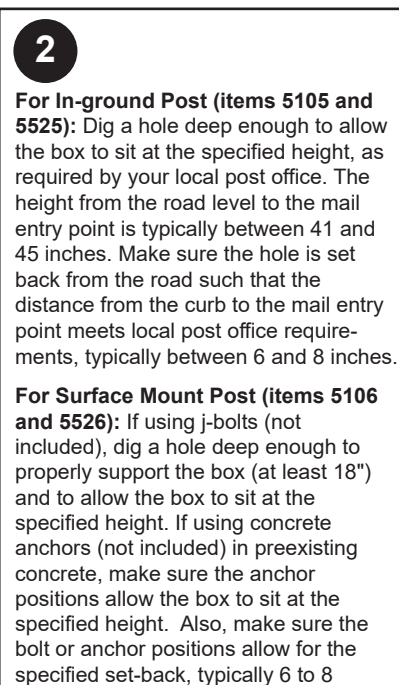 2
For In-ground Post (items 5105 and
5525): Dig a hole deep enough to allow
the box to sit at the specified height, as
required by your local post office. The
height from the road level to the mail
entry point is typically between 41 and
45 inches. Make sure the hole is set
back from the road such that the
distance from the curb to the mail entry
point meets local post office require-
ments, typically between 6 and 8 inches.
For Surface Mount Post (items 5106
and 5526): If using j-bolts (not
included), dig a hole deep enough to
properly support the box (at least 18")
and to allow the box to sit at the
specified height. If using concrete
anchors (not included) in preexisting
concrete, make sure the anchor
positions allow the box to sit at the
specified height.  Also, make sure the
bolt or anchor positions allow for the
specified set-back, typically 6 to 8